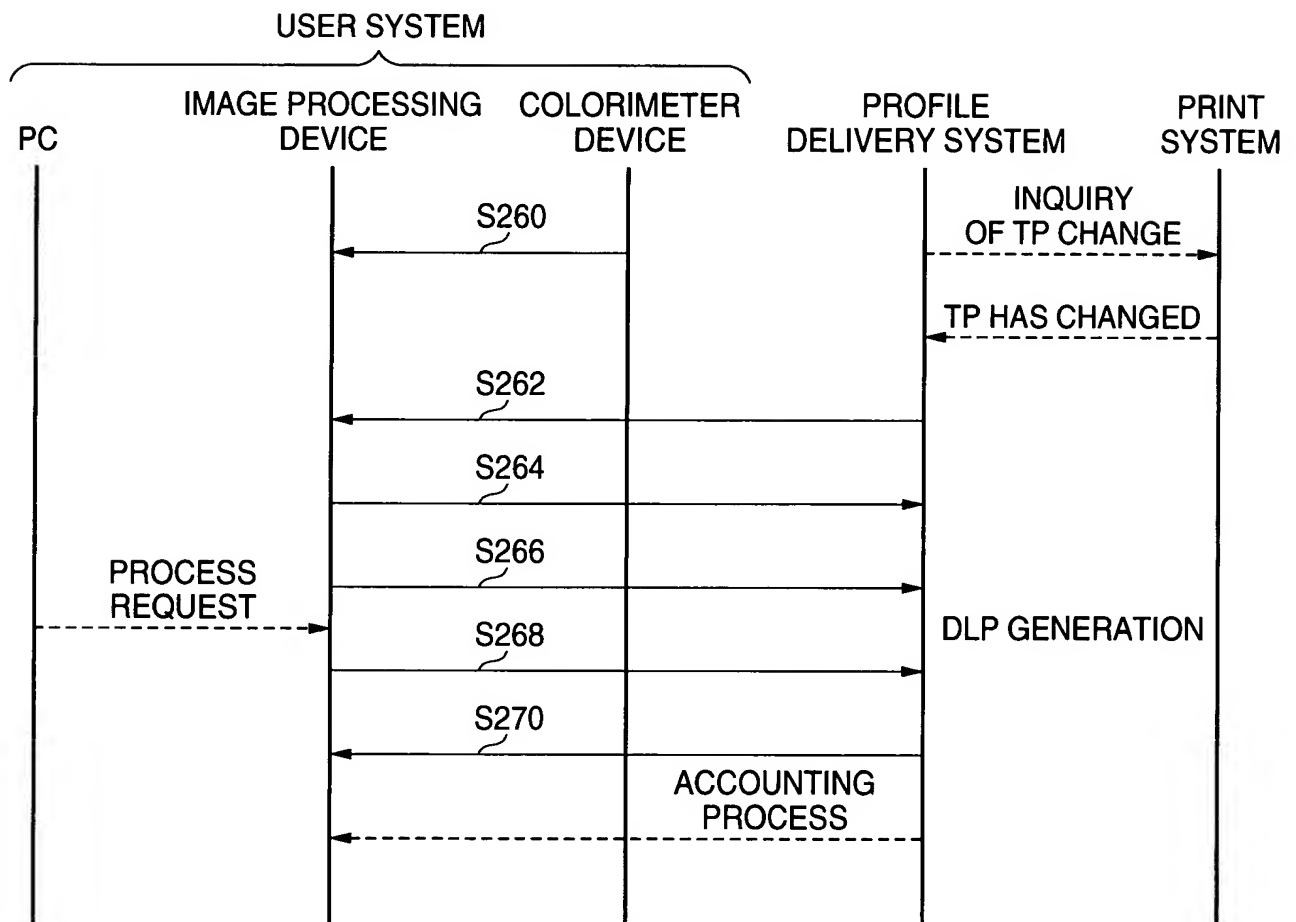 USER SYSTEM
PC
IMAGE PROCESSING
DEVICE
COLORIMETER
DEVICE
PROFILE
DELIVERY SYSTEM
PRINT
SYSTEM
S260
INQUIRY
OF TP CHANGE
TP HAS CHANGED
S262
S264
S266
PROCESS
REQUEST
S268
DLP GENERATION
S270
ACCOUNTING
PROCESS